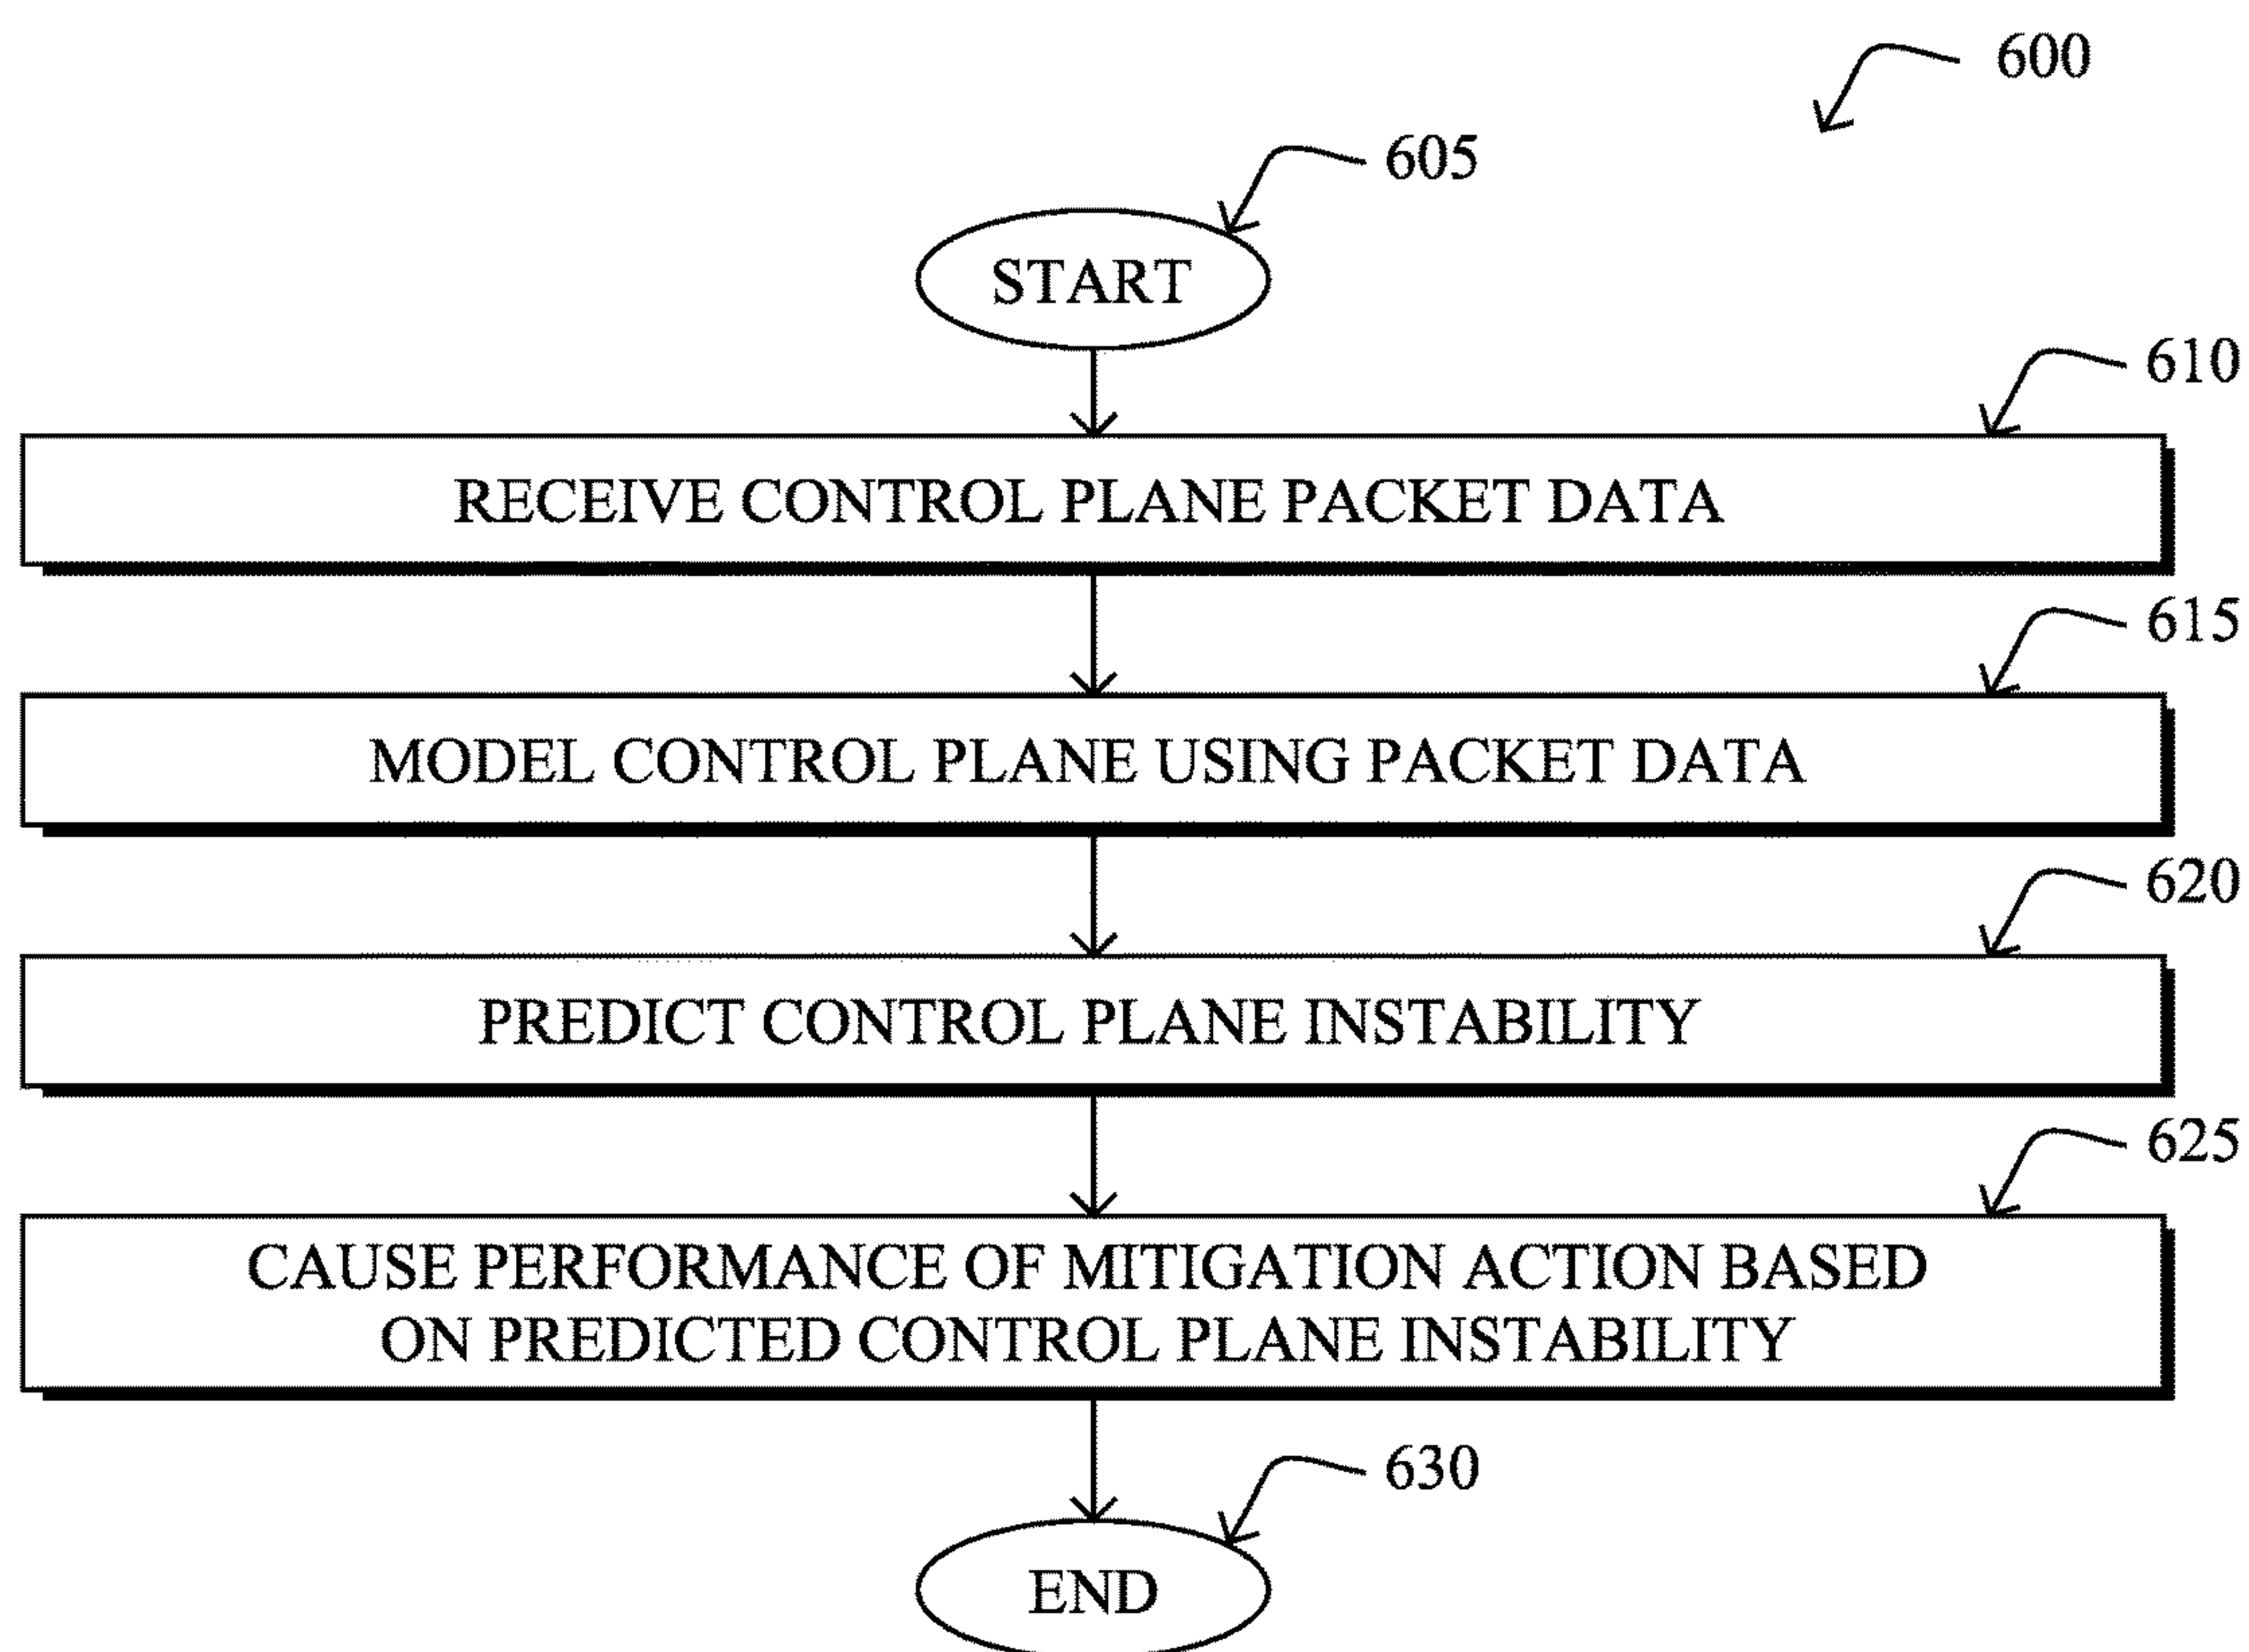 600
605
START
610
RECEIVE CONTROL PLANE PACKET DATA
615
MODEL CONTROL PLANE USING PACKET DATA
620
PREDICT CONTROL PLANE INSTABILITY
625
CAUSE PERFORMANCE OF MITIGATION ACTION BASED
ON PREDICTED CONTROL PLANE INSTABILITY
630
END